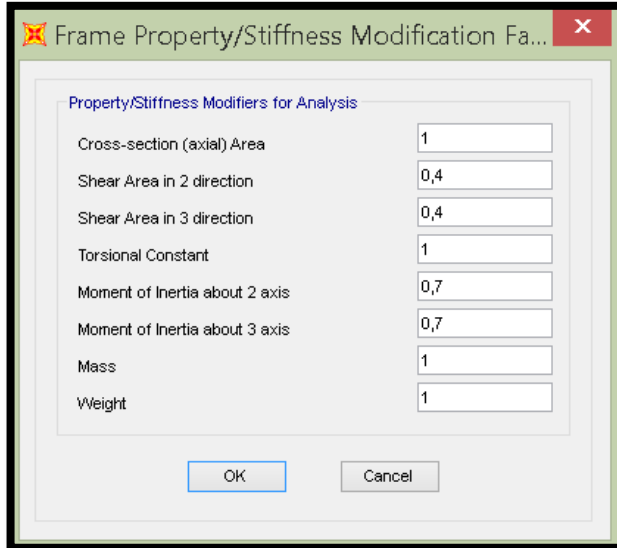 Frame Property/Stiffness Modification Fa...
Property/Stiffness Modifiers for Analysis
Cross-section (axial) Area 1
Shear Area in 2 direction 0,4
Shear Area in 3 direction 0,4
Torsional Constant 1
Moment of Inertia about 2 axis 0,7
Moment of Inertia about 3 axis 0,7
Mass 1
Weight 1
OK Cancel